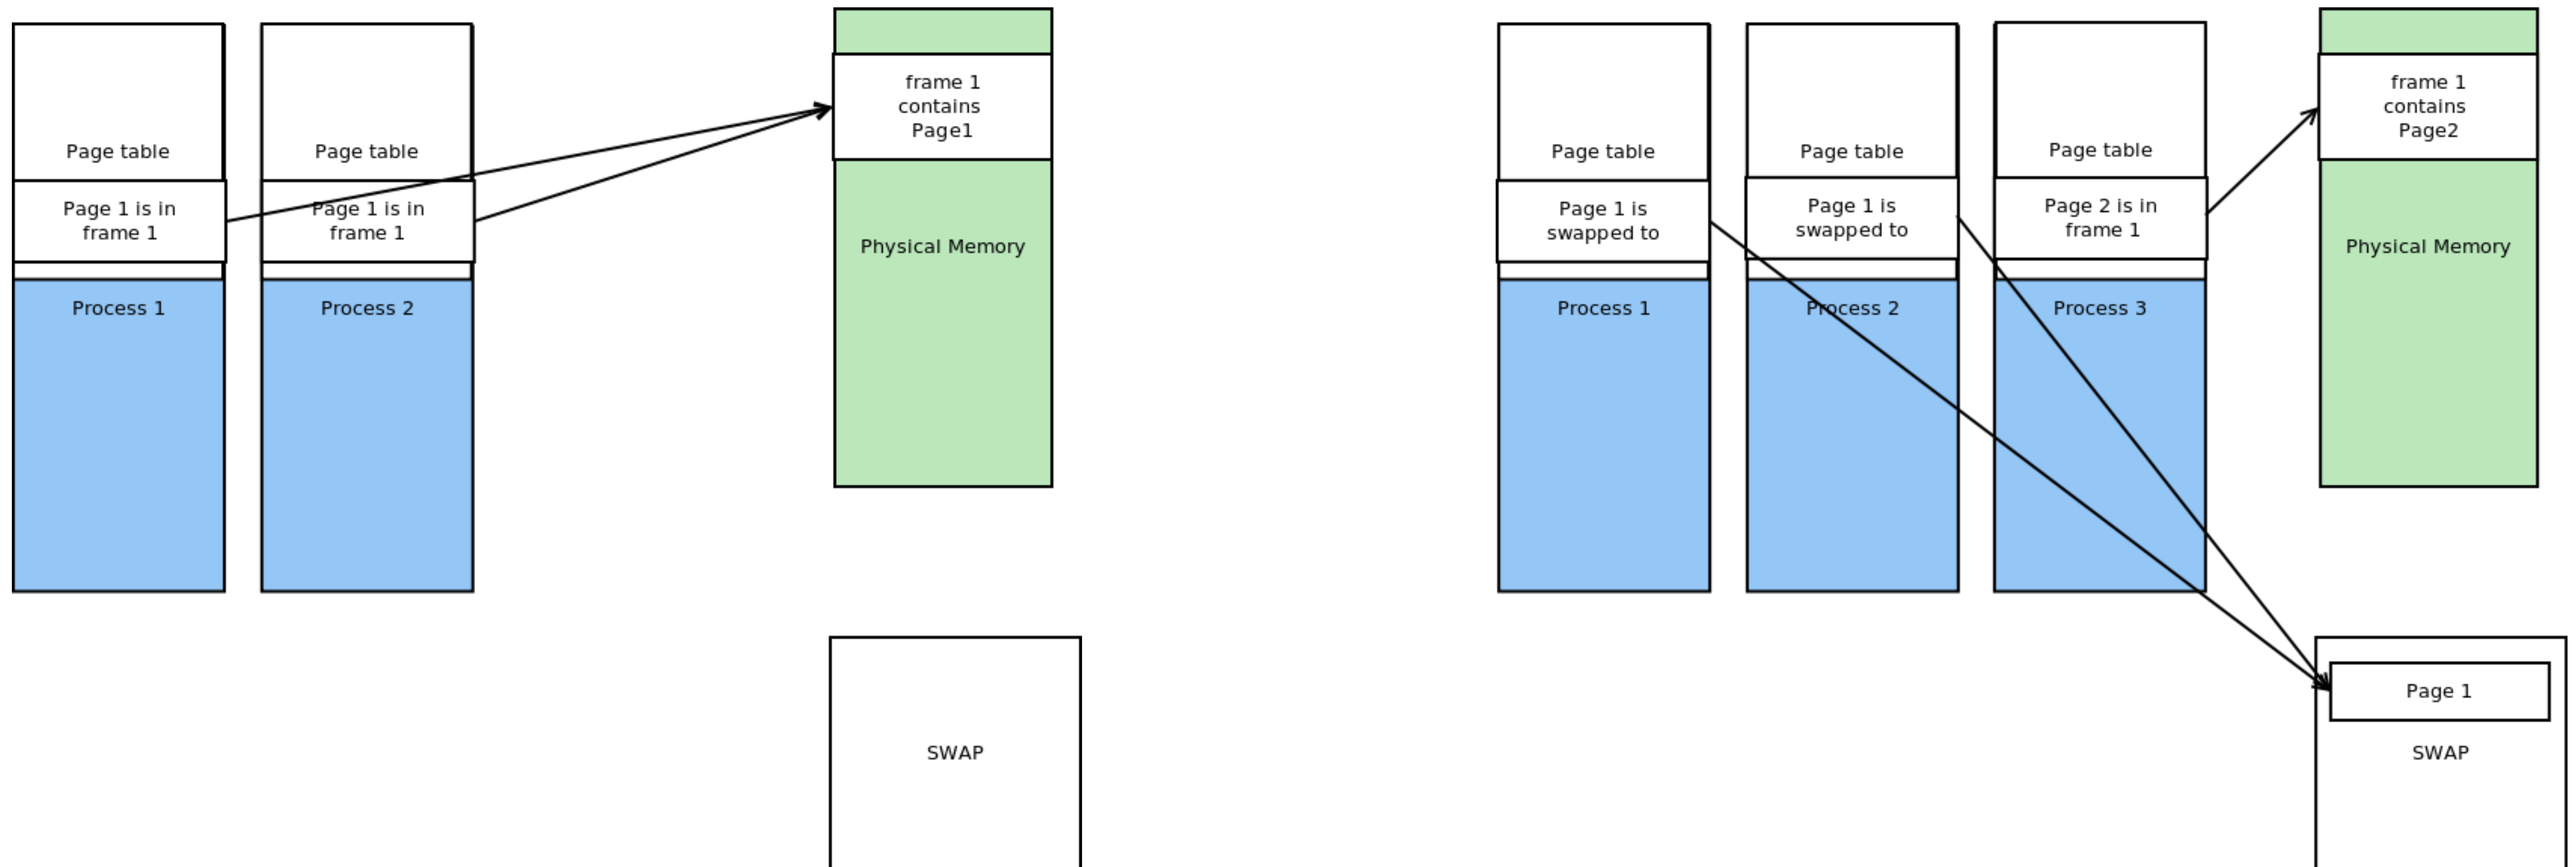 Page table
Page 1 is in
frame 1
Process 1
Page table
Page 1 is in
frame 1
Process 2
frame 1
contains
Page1
Physical Memory
SWAP
Page table
Page 1 is
swapped to
Process 1
Page table
Page 1 is
swapped to
Process 2
Page table
Page 2 is in
frame 1
Process 3
frame 1
contains
Page2
Physical Memory
Page 1
SWAP